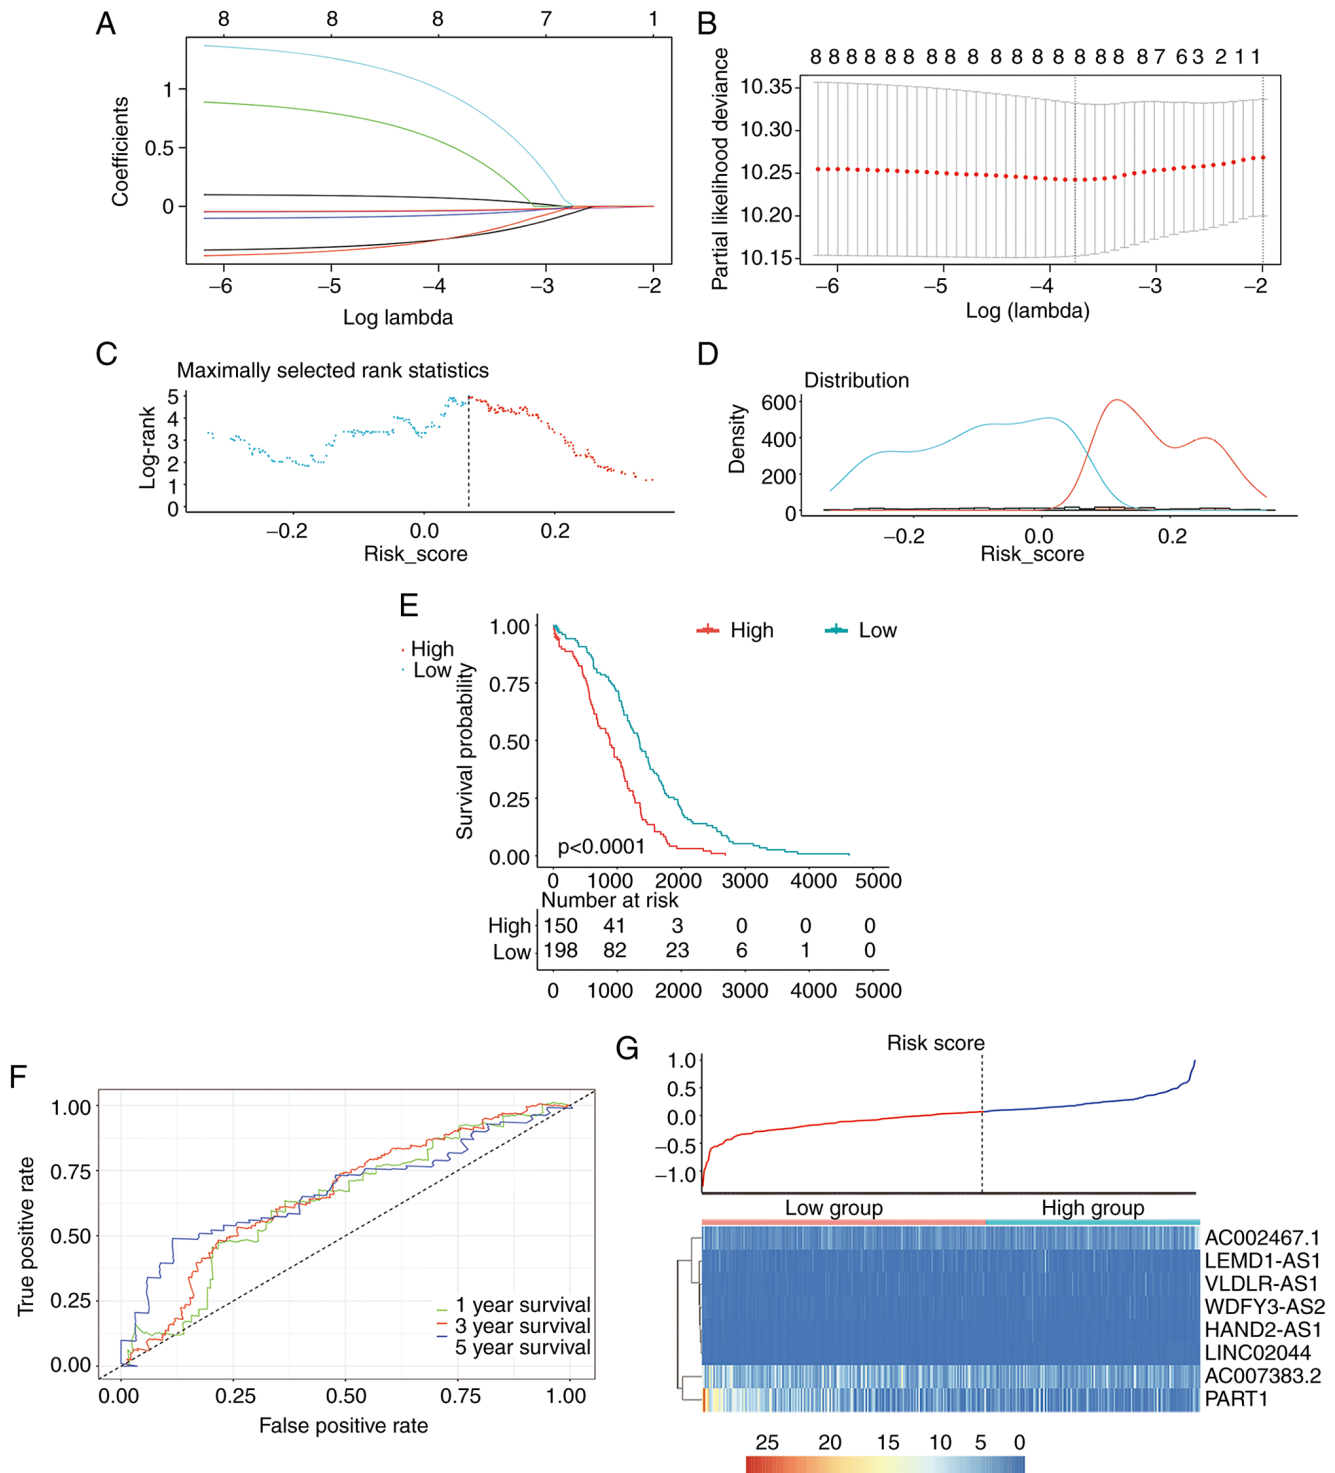 A
8 8 8 7 1
Coefficients
1
0.5
0
−6 −5 −4 −3 −2
Log lambda
B
8 8 8 8 8 8 8 8 8 8 8 8 8 8 8 8 7 6 3 2 1 1
Partial likelihood deviance
10.35
10.30
10.25
10.20
10.15
−6 −5 −4 −3 −2
Log (lambda)
C
Maximally selected rank statistics
Log-rank
5
4
3
2
1
0
−0.2 0.0 0.2
Risk_score
D
Distribution
Density
600
400
200
0
−0.2 0.0 0.2
Risk_score
E
High
Low
High Low
Survival probability
1.00
0.75
0.50
0.25
0.00
p<0.0001
0 1000 2000 3000 4000 5000
Number at risk
High 150 41 3 0 0 0
Low 198 82 23 6 1 0
0 1000 2000 3000 4000 5000
F
True positive rate
1.00
0.75
0.50
0.25
0.00
1 year survival
3 year survival
5 year survival
0.00 0.25 0.50 0.75 1.00
False positive rate
G
Risk score
1.0
0.5
0.0
−0.5
−1.0
Low group High group
AC002467.1
LEMD1-AS1
VLDLR-AS1
WDFY3-AS2
HAND2-AS1
LINC02044
AC007383.2
PART1
25 20 15 10 5 0